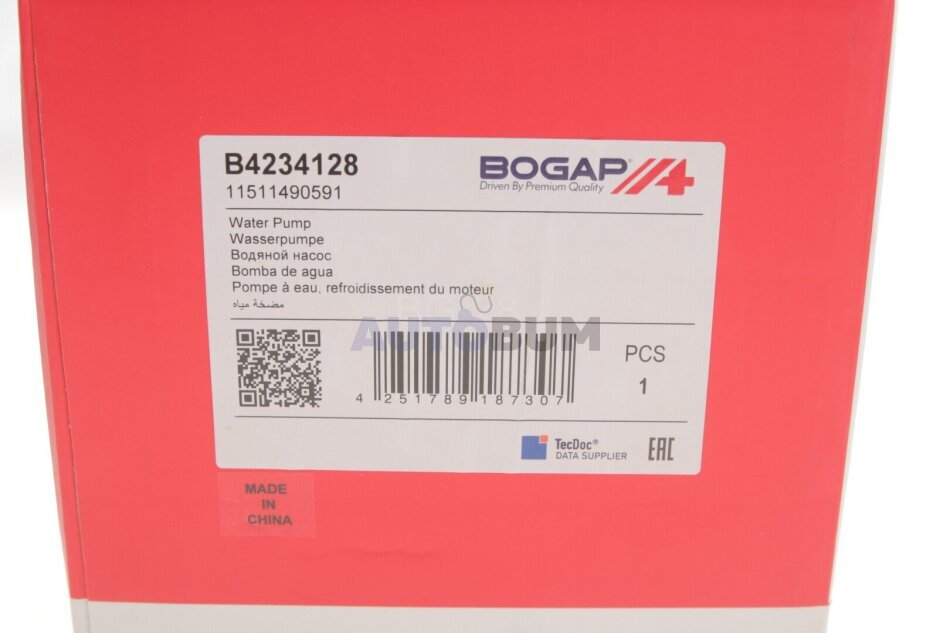 B4234128
11511490591
BOGAP
Driven By Premium Quality
Water Pump
Wasserpumpe
Водяной насос
Bomba de agua
Pompe à eau, refroidissement du moteur
مضخة مياه
AUTOBUM
4 251789 187307
PCS
1
TecDoc®
DATA SUPPLIER
EAC
MADE
IN
CHINA